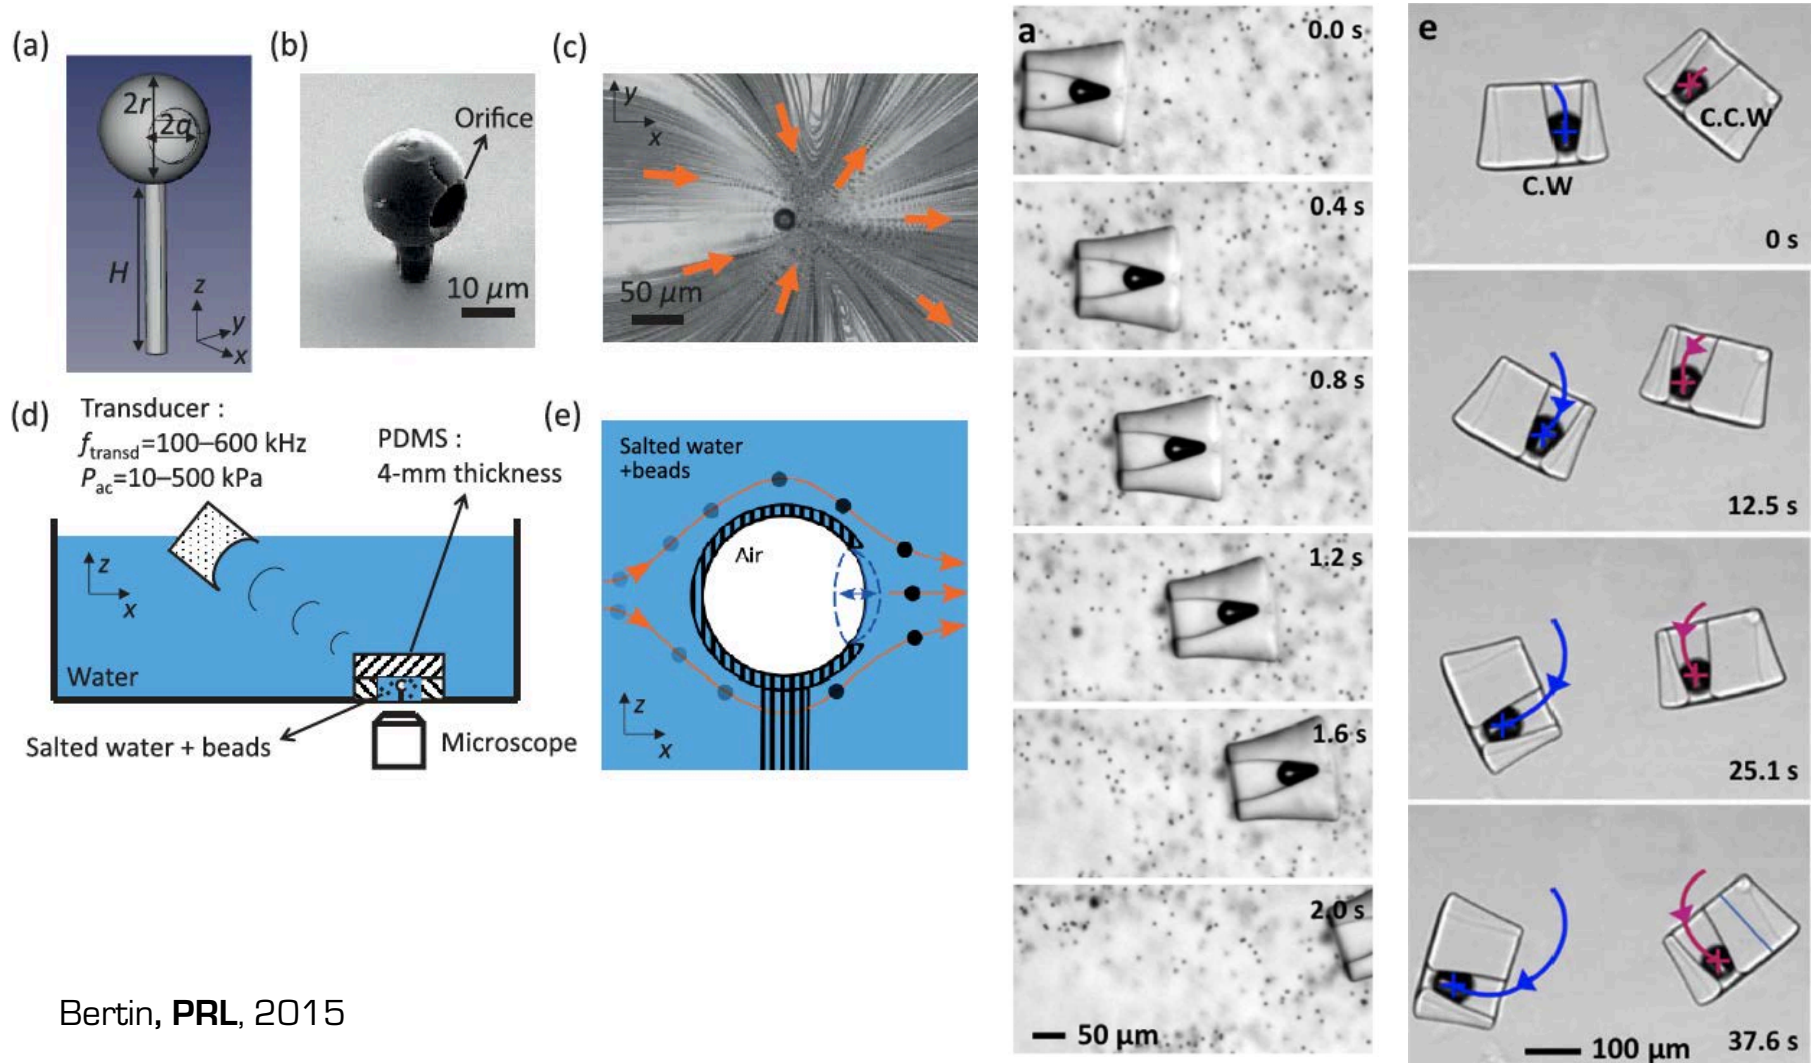 (a)
2r
2a
H
z
y
x
(b)
Orifice
10 µm
(c)
y
x
50 µm
(d)
Transducer :
f_transd=100–600 kHz
P_ac=10–500 kPa
PDMS :
4-mm thickness
z
x
Water
Salted water + beads
Microscope
(e)
Salted water
+beads
Air
z
x
Bertin, PRL, 2015
a
0.0 s
0.4 s
0.8 s
1.2 s
1.6 s
2.0 s
50 µm
e
C.C.W
C.W
0 s
12.5 s
25.1 s
100 µm
37.6 s